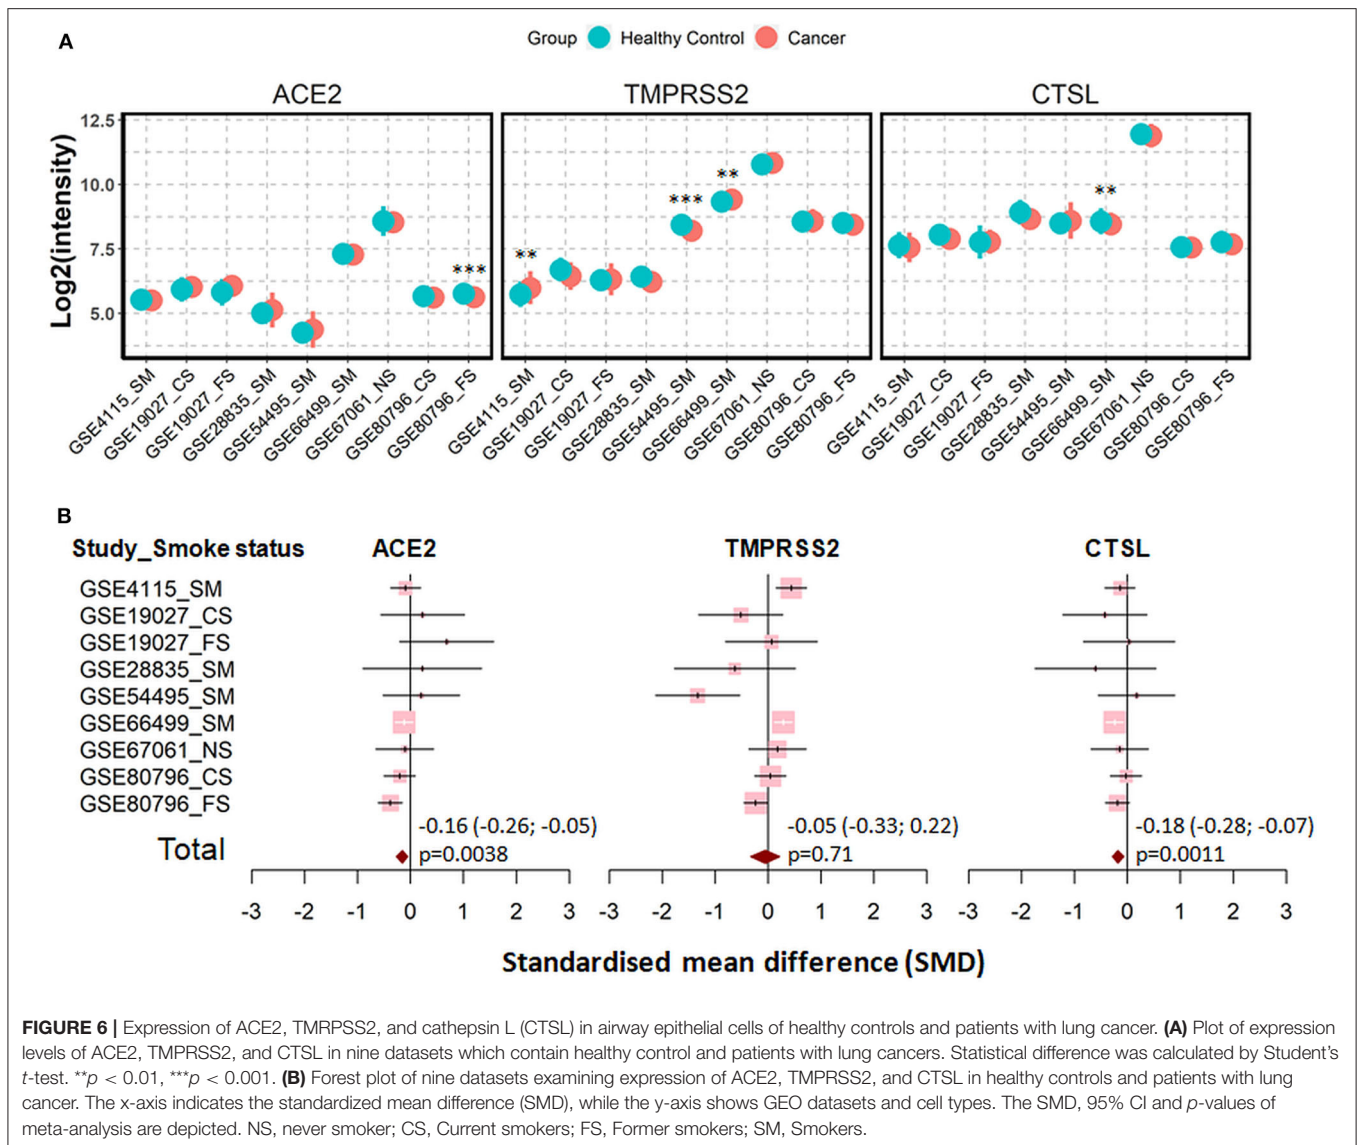 A
Group Healthy Control Cancer
ACE2 TMPRSS2 CTSL
Log2(intensity)
12.5
10.0
7.5
5.0
** *** ** *** **
GSE4115_SM GSE19027_CS GSE19027_FS GSE28835_SM GSE54495_SM GSE66499_SM GSE67061_NS GSE80796_CS GSE80796_FS
GSE4115_SM GSE19027_CS GSE19027_FS GSE28835_SM GSE54495_SM GSE66499_SM GSE67061_NS GSE80796_CS GSE80796_FS
GSE4115_SM GSE19027_CS GSE19027_FS GSE28835_SM GSE54495_SM GSE66499_SM GSE67061_NS GSE80796_CS GSE80796_FS
B
Study_Smoke status ACE2 TMPRSS2 CTSL
GSE4115_SM
GSE19027_CS
GSE19027_FS
GSE28835_SM
GSE54495_SM
GSE66499_SM
GSE67061_NS
GSE80796_CS
GSE80796_FS
-0.16 (-0.26; -0.05) -0.05 (-0.33; 0.22) -0.18 (-0.28; -0.07)
Total p=0.0038 p=0.71 p=0.0011
-3 -2 -1 0 1 2 3 -3 -2 -1 0 1 2 3 -3 -2 -1 0 1 2 3
Standardised mean difference (SMD)
FIGURE 6 | Expression of ACE2, TMRPSS2, and cathepsin L (CTSL) in airway epithelial cells of healthy controls and patients with lung cancer. (A) Plot of expression
levels of ACE2, TMPRSS2, and CTSL in nine datasets which contain healthy control and patients with lung cancers. Statistical difference was calculated by Student's
t-test. **p < 0.01, ***p < 0.001. (B) Forest plot of nine datasets examining expression of ACE2, TMPRSS2, and CTSL in healthy controls and patients with lung
cancer. The x-axis indicates the standardized mean difference (SMD), while the y-axis shows GEO datasets and cell types. The SMD, 95% CI and p-values of
meta-analysis are depicted. NS, never smoker; CS, Current smokers; FS, Former smokers; SM, Smokers.